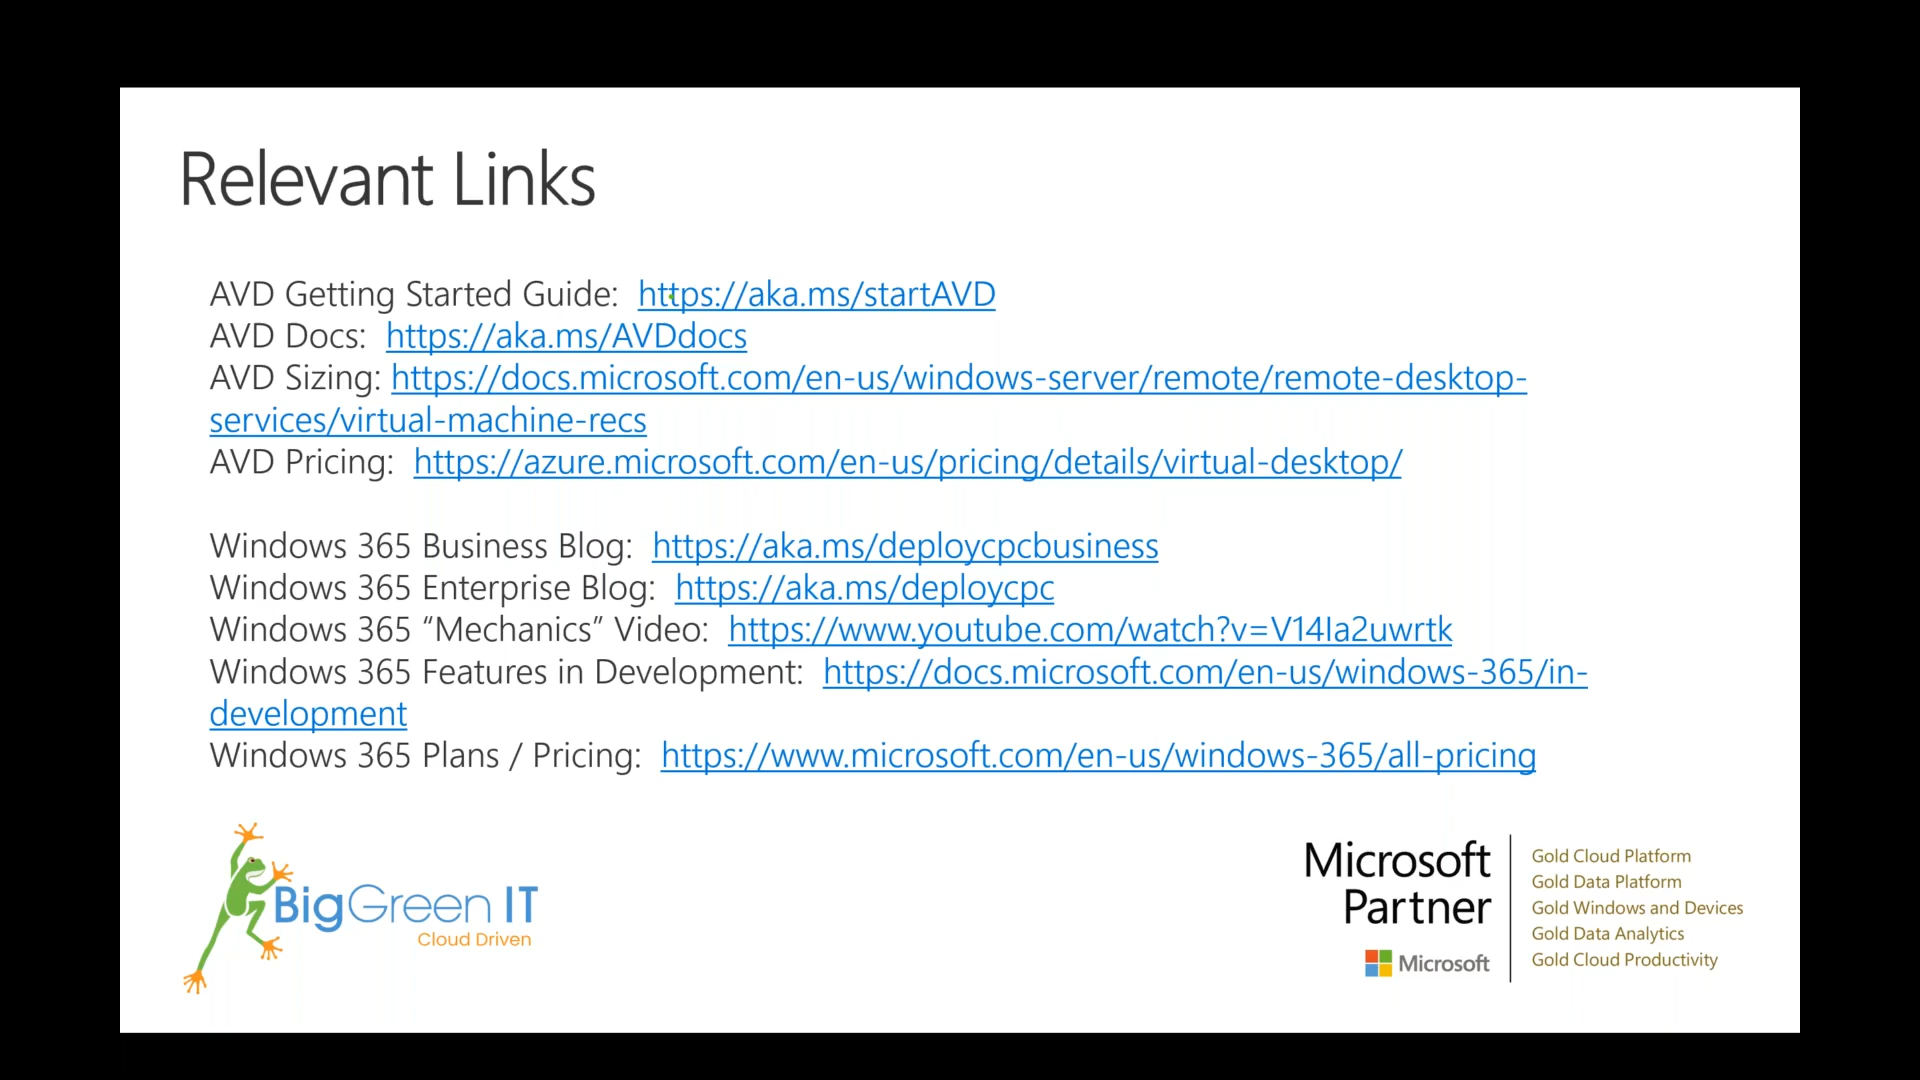 Relevant Links
AVD Getting Started Guide:  https://aka.ms/startAVD
AVD Docs:  https://aka.ms/AVDdocs
AVD Sizing: https://docs.microsoft.com/en-us/windows-server/remote/remote-desktop-
services/virtual-machine-recs
AVD Pricing:  https://azure.microsoft.com/en-us/pricing/details/virtual-desktop/
Windows 365 Business Blog:  https://aka.ms/deploycpcbusiness
Windows 365 Enterprise Blog:  https://aka.ms/deploycpc
Windows 365 “Mechanics” Video:  https://www.youtube.com/watch?v=V14Ia2uwrtk
Windows 365 Features in Development:  https://docs.microsoft.com/en-us/windows-365/in-
development
Windows 365 Plans / Pricing:  https://www.microsoft.com/en-us/windows-365/all-pricing
BigGreen IT
Cloud Driven
Microsoft
Partner
Microsoft
Gold Cloud Platform
Gold Data Platform
Gold Windows and Devices
Gold Data Analytics
Gold Cloud Productivity